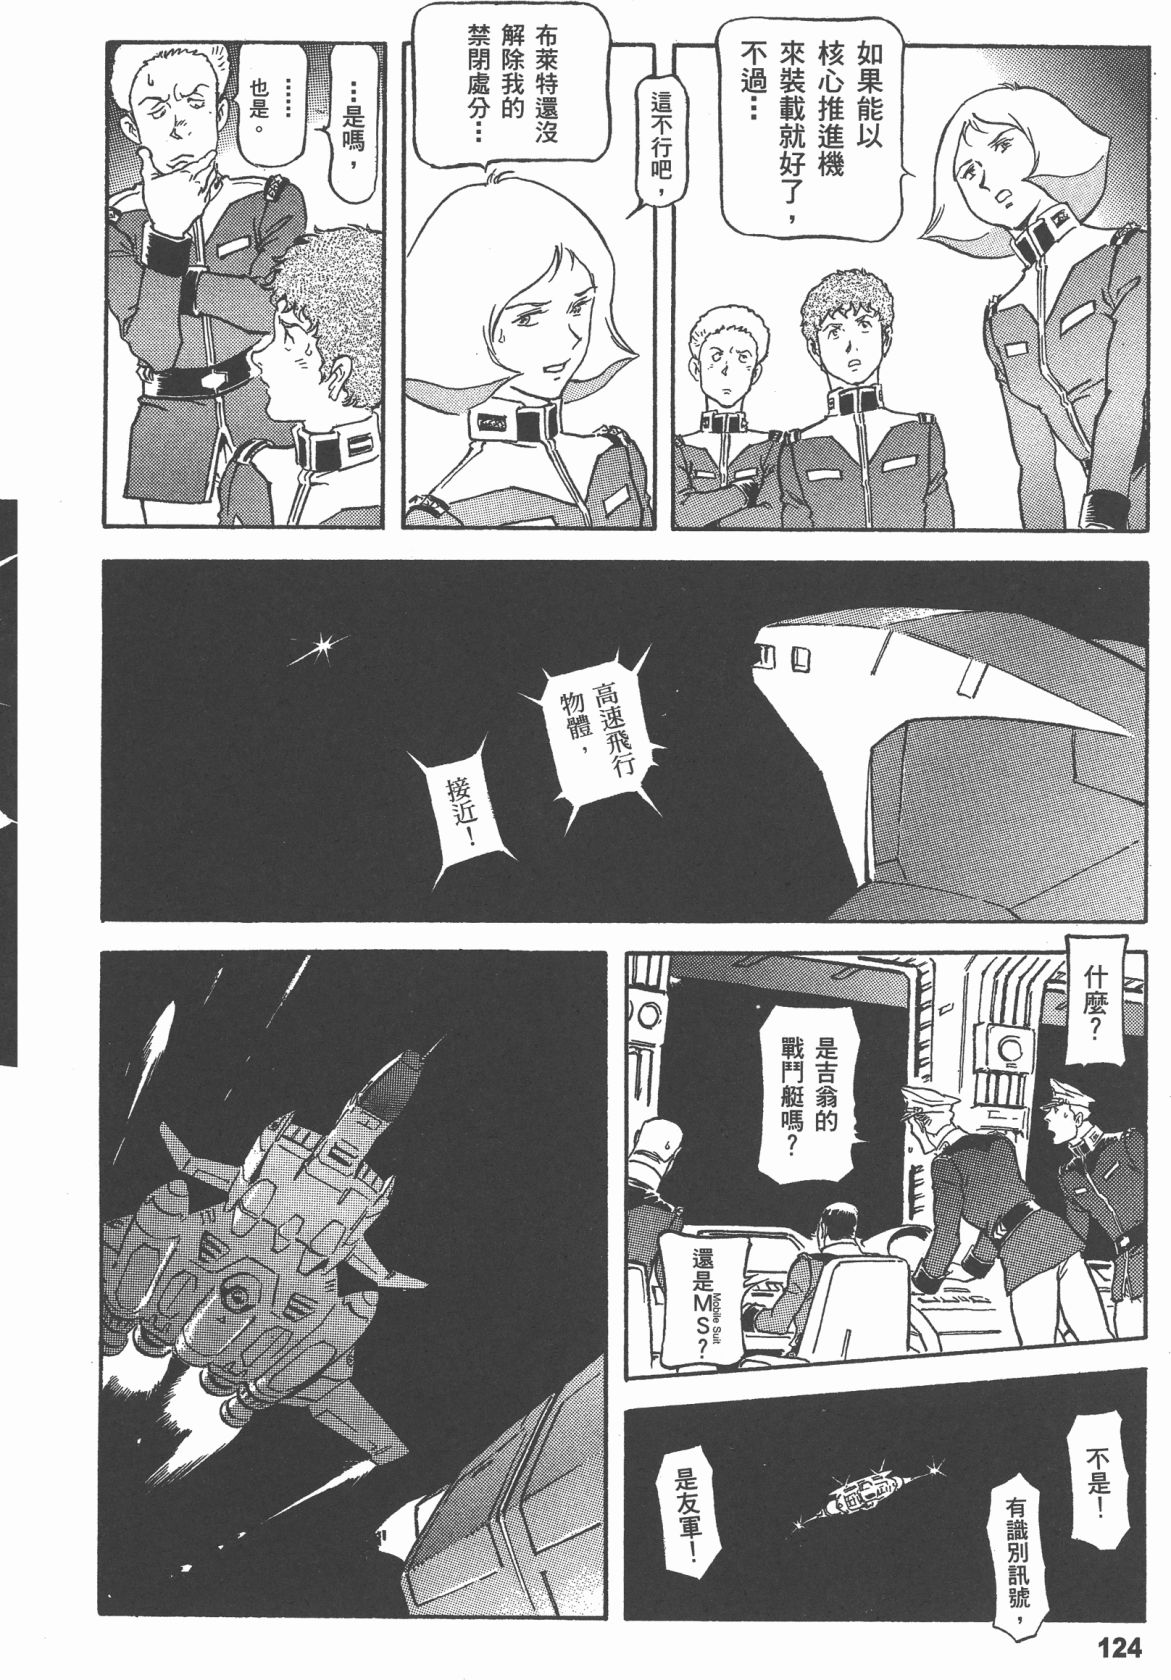 如果能以
核心推進機
來裝載就好了，
不過…
這不行吧，
布萊特還沒
解除我的
禁閉處分…
…是嗎，
……
也是。
高速飛行
物體，
接近！
什麼？
是吉翁的
戰鬥艇嗎？
還是MS？
Mobile Suit
不是！
有識別訊號，
是友軍！
124